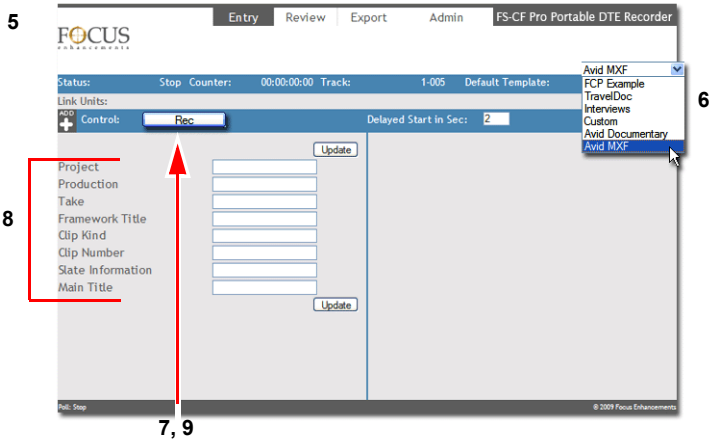 5
Entry Review Export Admin FS-CF Pro Portable DTE Recorder
FOCUS
enhancements
Avid MXF
Status: Stop Counter: 00:00:00:00 Track: 1-005 Default Template:
FCP Example
TravelDoc
Interviews
Custom
Avid Documentary
Avid MXF
6
Link Units:
ADD Control: Rec Delayed Start in Sec: 2
Update
8
Project
Production
Take
Framework Title
Clip Kind
Clip Number
Slate Information
Main Title
Update
Poll: Stop © 2009 Focus Enhancements
7, 9